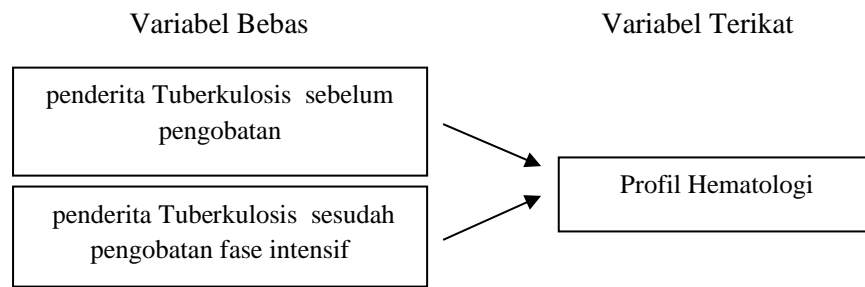 Variabel Bebas
Variabel Terikat
penderita Tuberkulosis  sebelum
pengobatan
penderita Tuberkulosis  sesudah
pengobatan fase intensif
Profil Hematologi